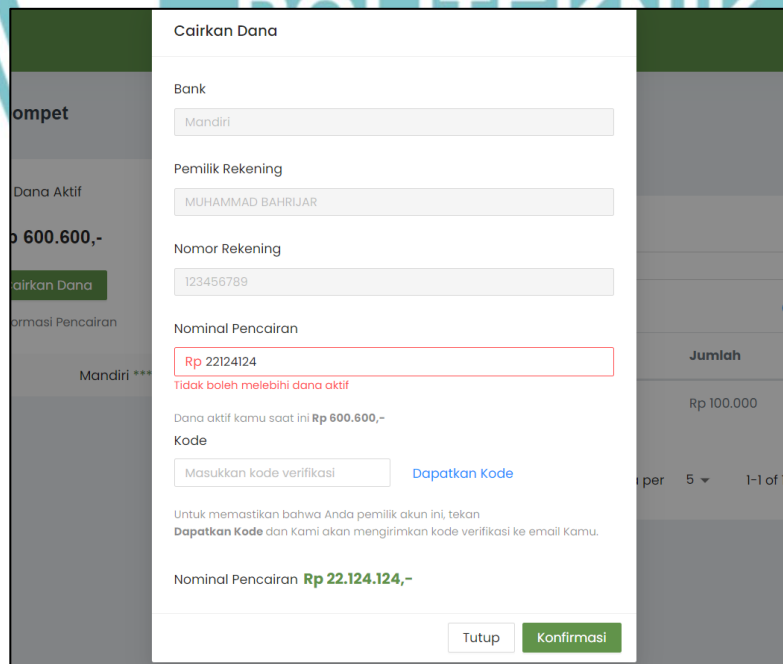 POLITEKNIK
Cairkan Dana
Bank
Mandiri
Pemilik Rekening
MUHAMMAD BAHRIJAR
Nomor Rekening
123456789
Nominal Pencairan
Rp 22124124
Tidak boleh melebihi dana aktif
Dana aktif kamu saat ini Rp 600.600,-
Kode
Masukkan kode verifikasi
Dapatkan Kode
Untuk memastikan bahwa Anda pemilik akun ini, tekan
Dapatkan Kode dan Kami akan mengirimkan kode verifikasi ke email Kamu.
Nominal Pencairan Rp 22.124.124,-
Tutup
Konfirmasi
ompet
Dana Aktif
p 600.600,-
airkan Dana
ormasi Pencairan
Mandiri ***
Jumlah
Rp 100.000
per 5
1-1 of